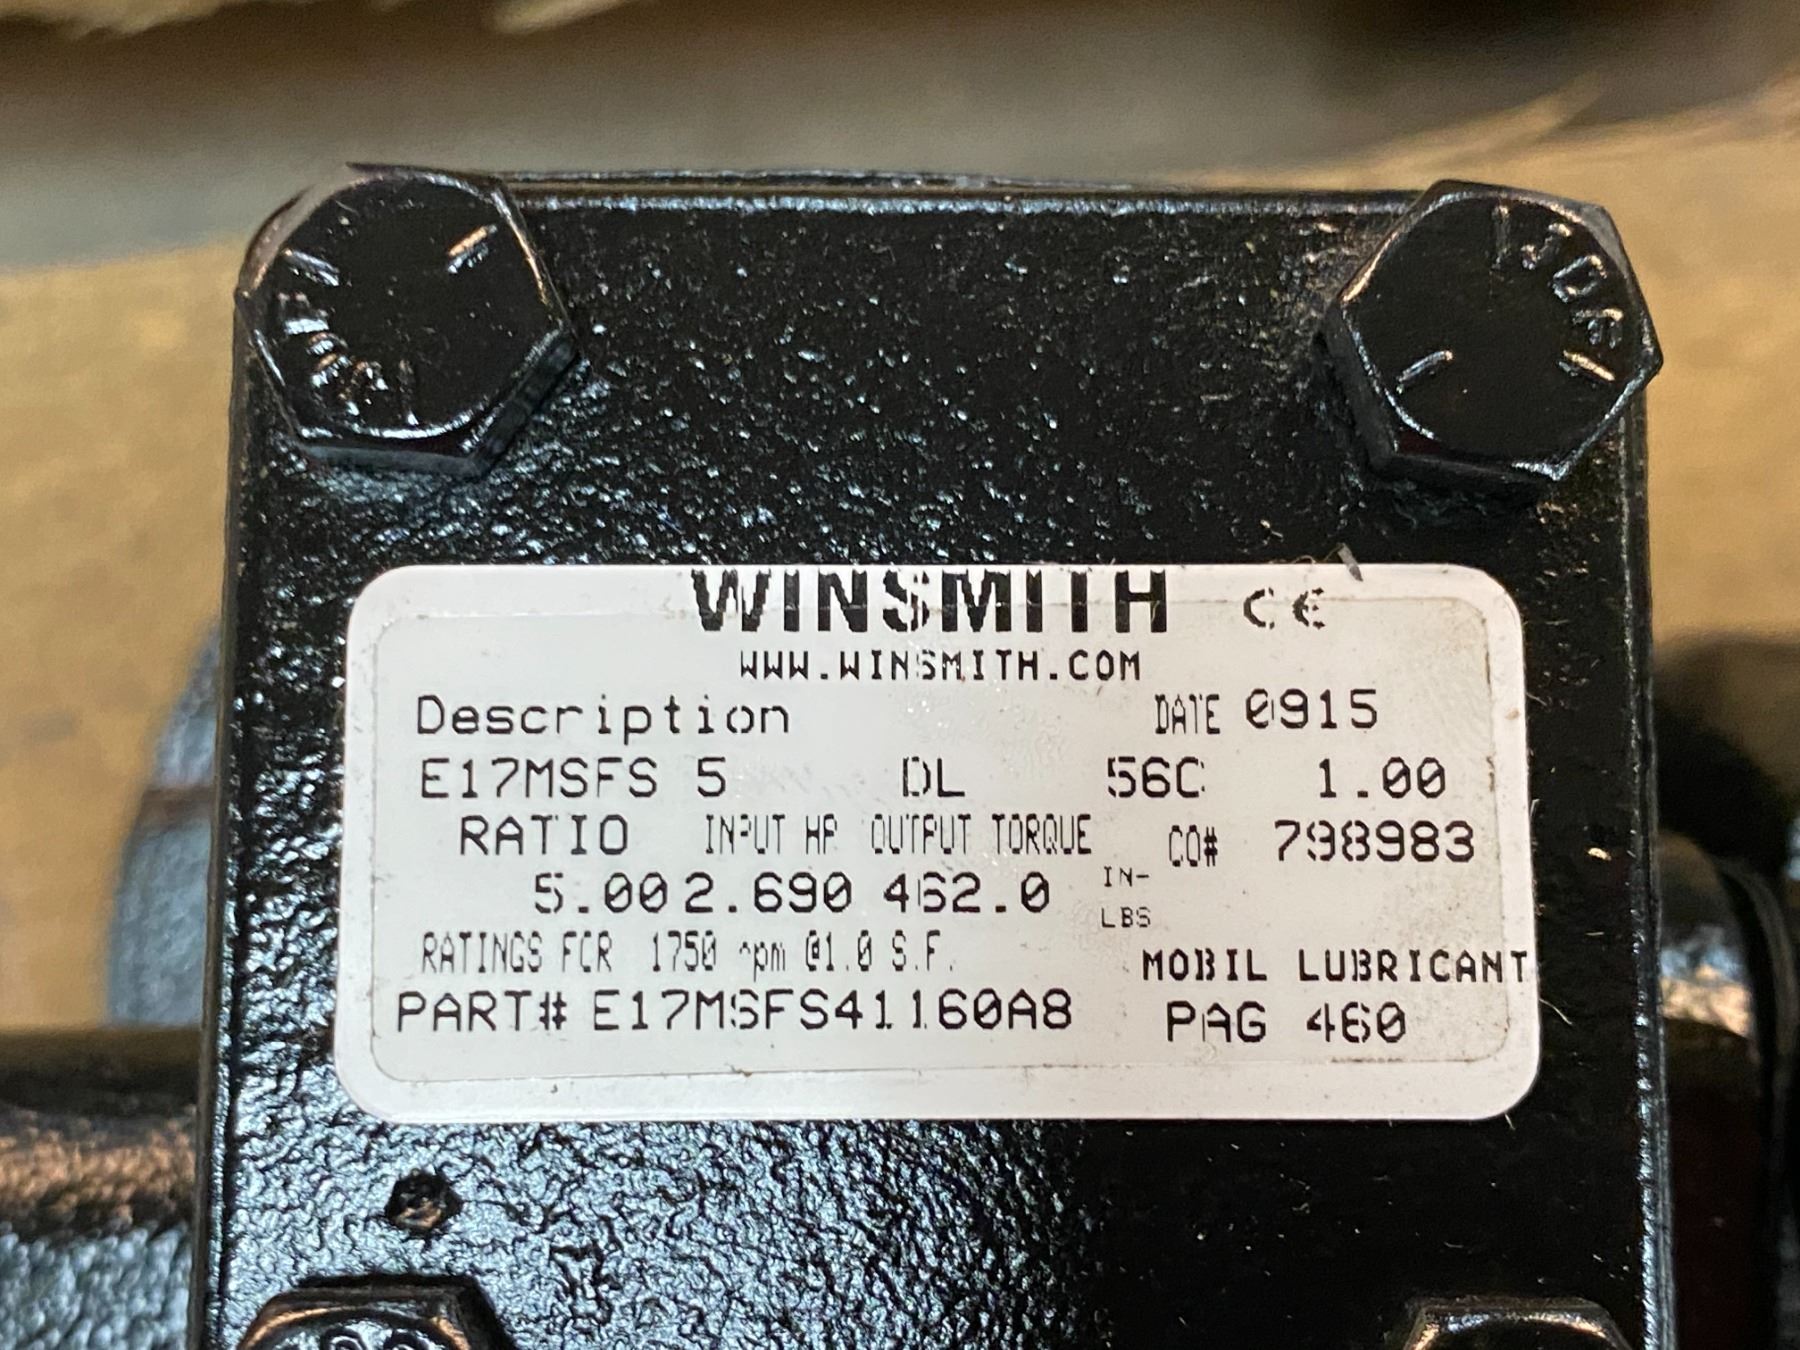 JDF
WINSMITH CE
WWW.WINSMITH.COM
Description DATE 0915
E17MSFS 5 DL 56C 1.00
RATIO INPUT HP OUTPUT TORQUE CO# 798983
5.00 2.690 462.0 IN-
LBS
RATINGS FOR 1750 rpm @1.0 S.F.
MOBIL LUBRICANT
PART# E17MSFS41160A8 PAG 460